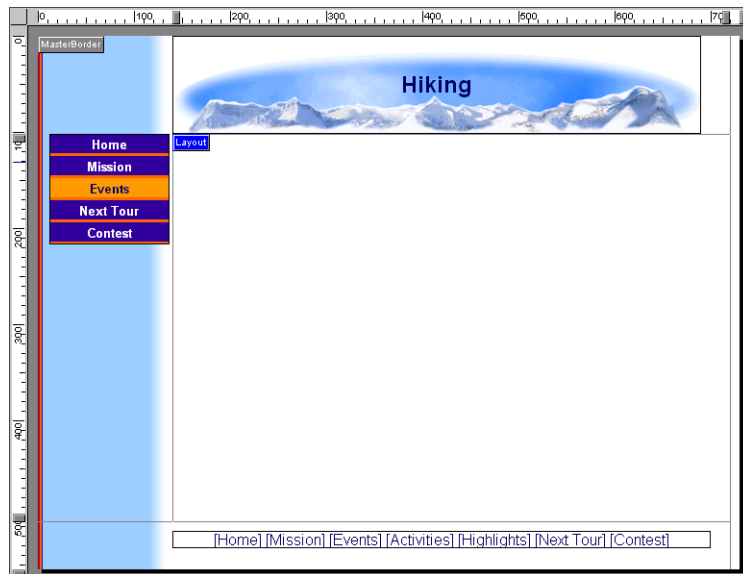 0 100 200 300 400 500 600 70
MasterBorder
0
Hiking
100
Home
Layout
Mission
Events
Next Tour
Contest
200
300
400
500
[Home] [Mission] [Events] [Activities] [Highlights] [Next Tour] [Contest]